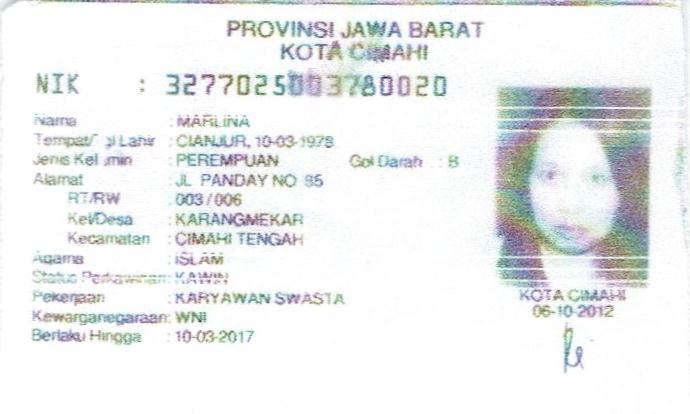 PROVINSI JAWA BARAT
KOTA CIMAHI
NIK : 3277025003780020
Nama : MARLINA
Tempat/Tgl Lahir : CIANJUR, 10-03-1978
Jenis Kelamin : PEREMPUAN Gol Darah : B
Alamat : JL PANDAY NO 85
RT/RW : 003/006
Kel/Desa : KARANGMEKAR
Kecamatan : CIMAHI TENGAH
Agama : ISLAM
Status Perkawinan: KAWIN
Pekerjaan : KARYAWAN SWASTA
Kewarganegaraan: WNI
Berlaku Hingga : 10-03-2017
KOTA CIMAHI
06-10-2012